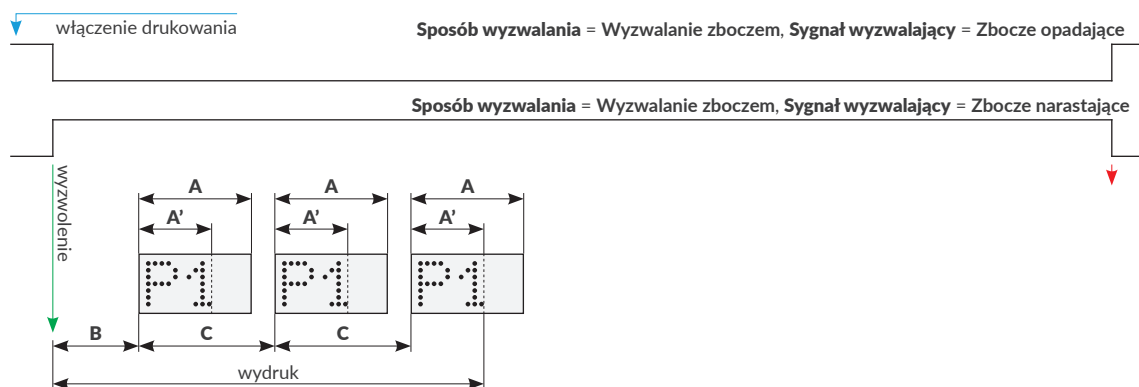 włączenie drukowania
Sposób wyzwalania = Wyzwalanie zboczem, Sygnał wyzwalający = Zbocze opadające
Sposób wyzwalania = Wyzwalanie zboczem, Sygnał wyzwalający = Zbocze narastające
wyzwolenie
A A A
A' A' A'
P1 P1 P1
B C C
wydruk